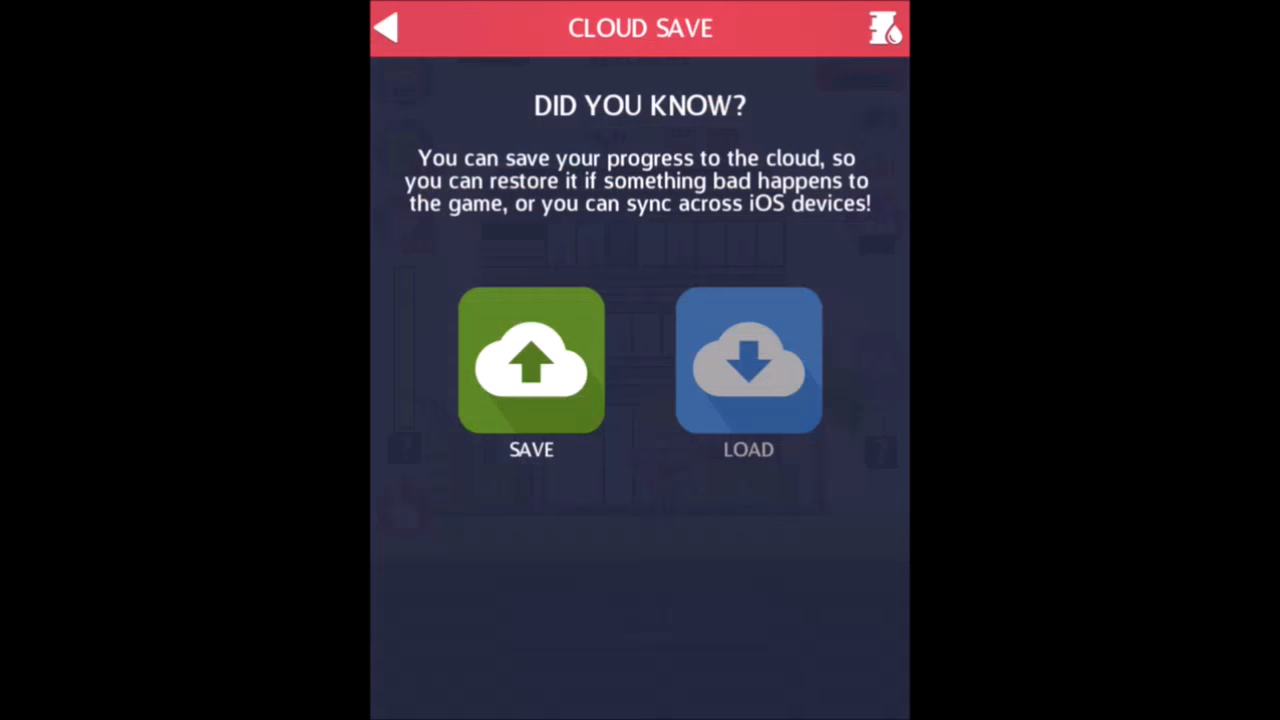 CLOUD SAVE
DID YOU KNOW?
You can save your progress to the cloud, so
you can restore it if something bad happens to
the game, or you can sync across iOS devices!
SAVE
LOAD